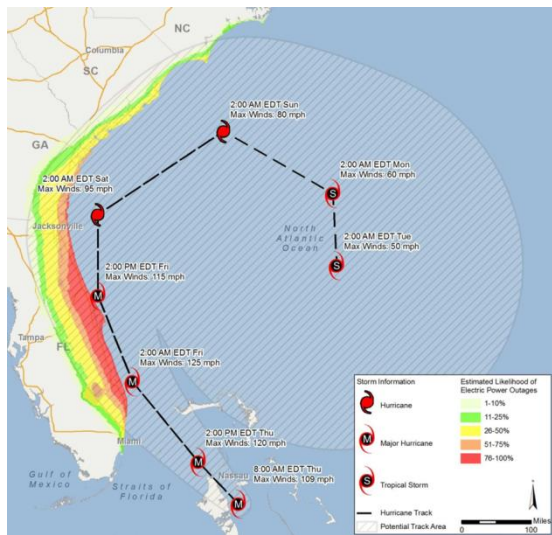 NC
Columbia
SC
2:00 AM EDT Sun
Max Winds: 80 mph
GA
2:00 AM EDT Mon
Max Winds: 60 mph
2:00 AM EDT Sat
Max Winds: 95 mph
Jacksonville
North
Atlantic
Ocean
2:00 AM EDT Tue
Max Winds: 50 mph
S
S
2:00 PM EDT Fri
Max Winds: 115 mph
M
Tampa
FL
2:00 AM EDT Fri
Max Winds: 125 mph
M
Miami
2:00 PM EDT Thu
Max Winds: 120 mph
M
Nassau
8:00 AM EDT Thu
Max Winds: 109 mph
M
Gulf of
Mexico
Straits of
Florida
Storm Information
Hurricane
M
Major Hurricane
S
Tropical Storm
Hurricane Track
Potential Track Area
Estimated Likelihood of
Electric Power Outages
1-10%
11-25%
26-50%
51-75%
76-100%
Miles
0
100